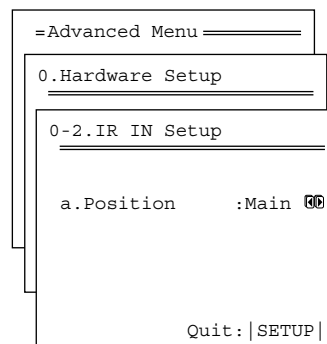 =Advanced Menu
0.Hardware Setup
0-2.IR IN Setup
a.Position :Main
Quit:|SETUP|